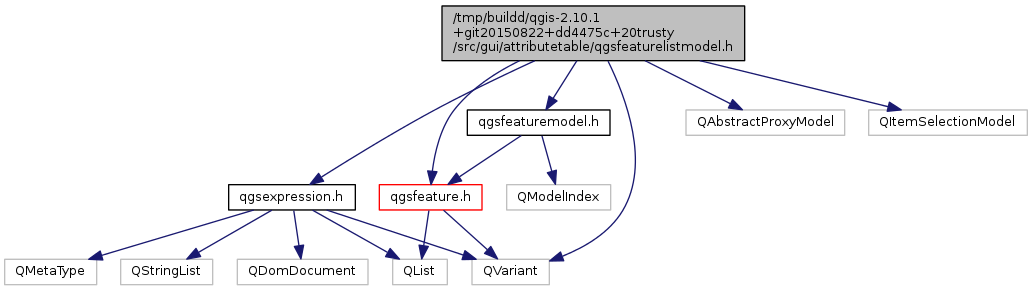 /tmp/buildd/qgis-2.10.1
+git20150822+dd4475c+20trusty
/src/gui/attributetable/qgsfeaturelistmodel.h
qgsfeaturemodel.h
QAbstractProxyModel
QItemSelectionModel
qgsexpression.h
qgsfeature.h
QModelIndex
QMetaType
QStringList
QDomDocument
QList
QVariant